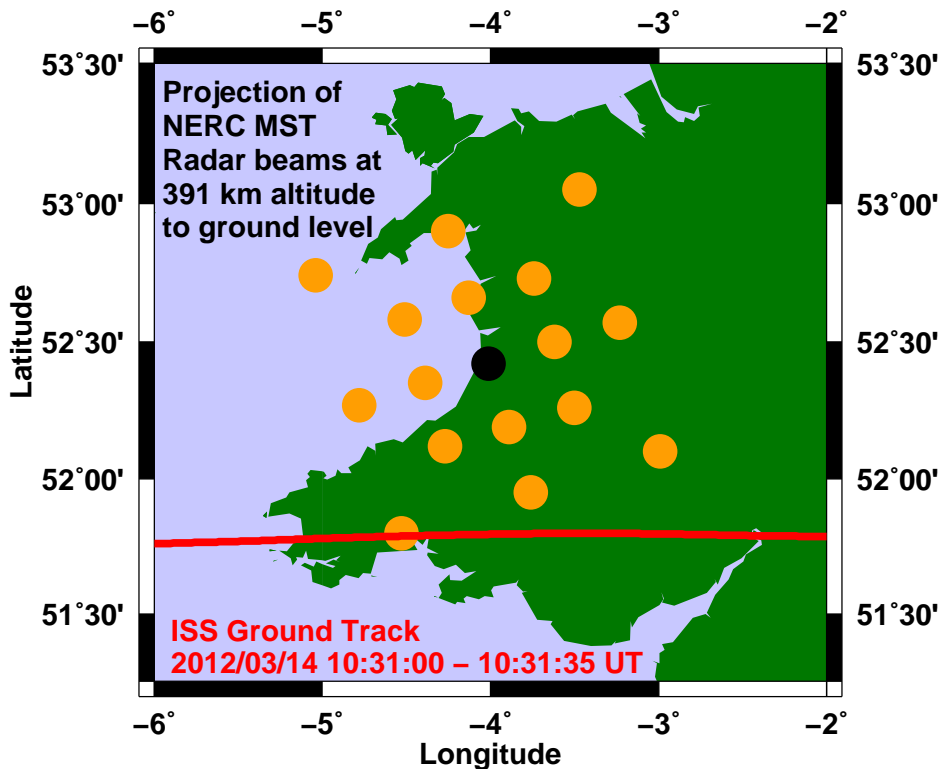 −6˚ −5˚ −4˚ −3˚ −2˚
53˚30' 53˚30'
Projection of
NERC MST
Radar beams at
391 km altitude
to ground level
53˚00' 53˚00'
52˚30' 52˚30'
Latitude
52˚00' 52˚00'
51˚30' 51˚30'
ISS Ground Track
2012/03/14 10:31:00 − 10:31:35 UT
−6˚ −5˚ −4˚ −3˚ −2˚
Longitude